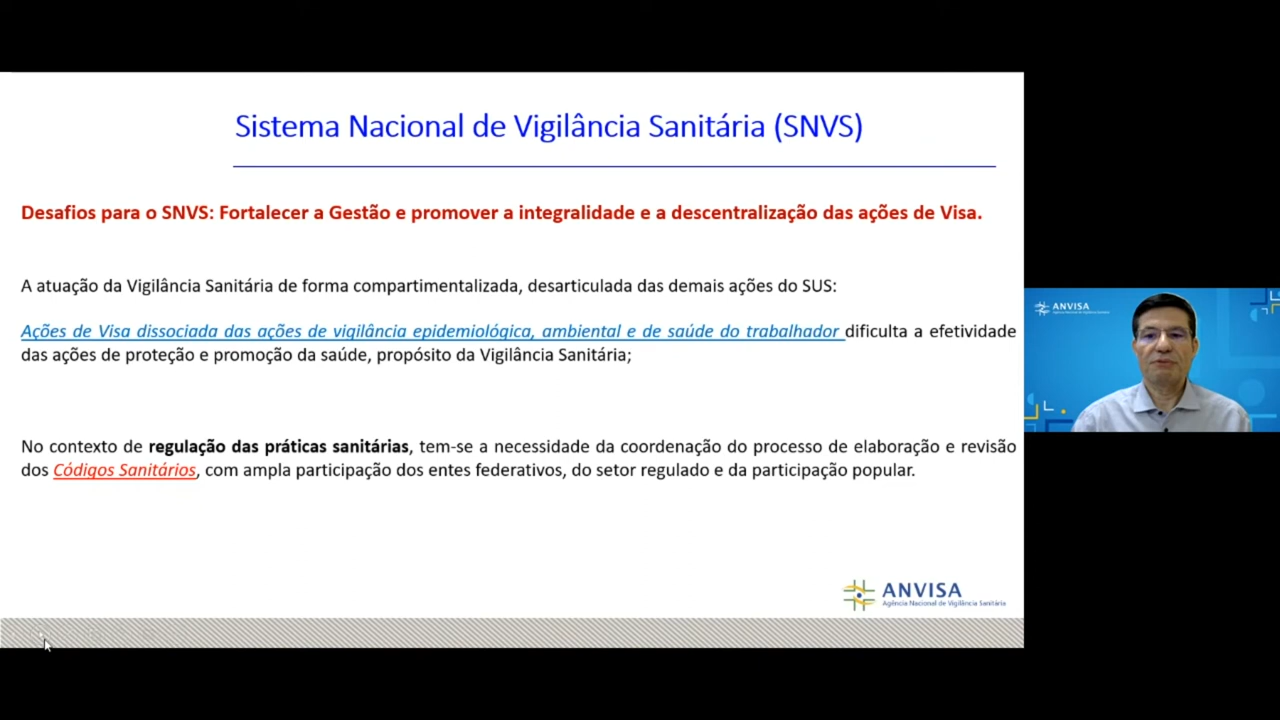 Sistema Nacional de Vigilância Sanitária (SNVS)
Desafios para o SNVS: Fortalecer a Gestão e promover a integralidade e a descentralização das ações de Visa.
A atuação da Vigilância Sanitária de forma compartimentalizada, desarticulada das demais ações do SUS:
Ações de Visa dissociada das ações de vigilância epidemiológica, ambiental e de saúde do trabalhador dificulta a efetividade
das ações de proteção e promoção da saúde, propósito da Vigilância Sanitária;
No contexto de regulação das práticas sanitárias, tem-se a necessidade da coordenação do processo de elaboração e revisão
dos Códigos Sanitários, com ampla participação dos entes federativos, do setor regulado e da participação popular.
ANVISA
Agência Nacional de Vigilância Sanitária
ANVISA
Agência Nacional de Vigilância Sanitária